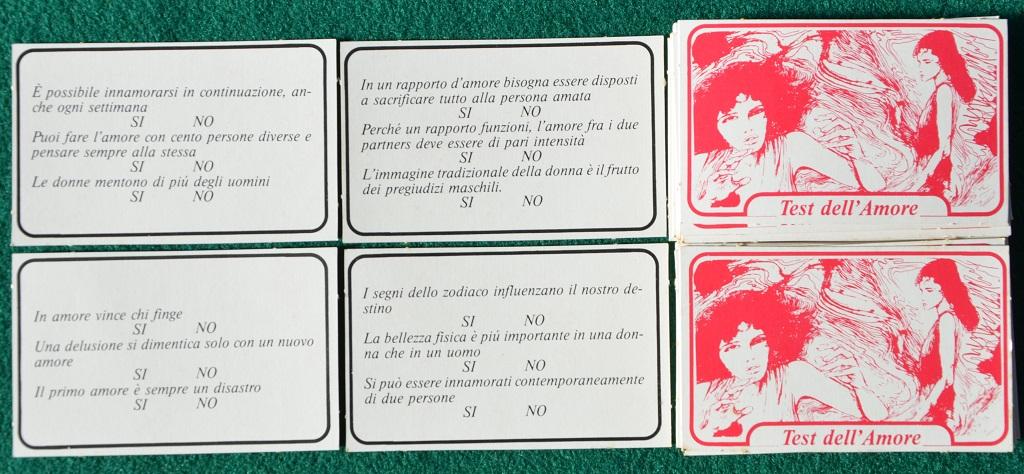 È possibile innamorarsi in continuazione, an-
che ogni settimana
SI NO
Puoi fare l'amore con cento persone diverse e
pensare sempre alla stessa
SI NO
Le donne mentono di piú degli uomini
SI NO
In un rapporto d'amore bisogna essere disposti
a sacrificare tutto alla persona amata
SI NO
Perché un rapporto funzioni, l'amore fra i due
partners deve essere di pari intensità
SI NO
L'immagine tradizionale della donna è il frutto
dei pregiudizi maschili.
SI NO
Test dell'Amore
In amore vince chi finge
SI NO
Una delusione si dimentica solo con un nuovo
amore
SI NO
Il primo amore è sempre un disastro
SI NO
I segni dello zodiaco influenzano il nostro de-
stino
SI NO
La bellezza fisica è piú importante in una don-
na che in un uomo
SI NO
Si può essere innamorati contemporaneamente
di due persone
SI NO
Test dell'Amore